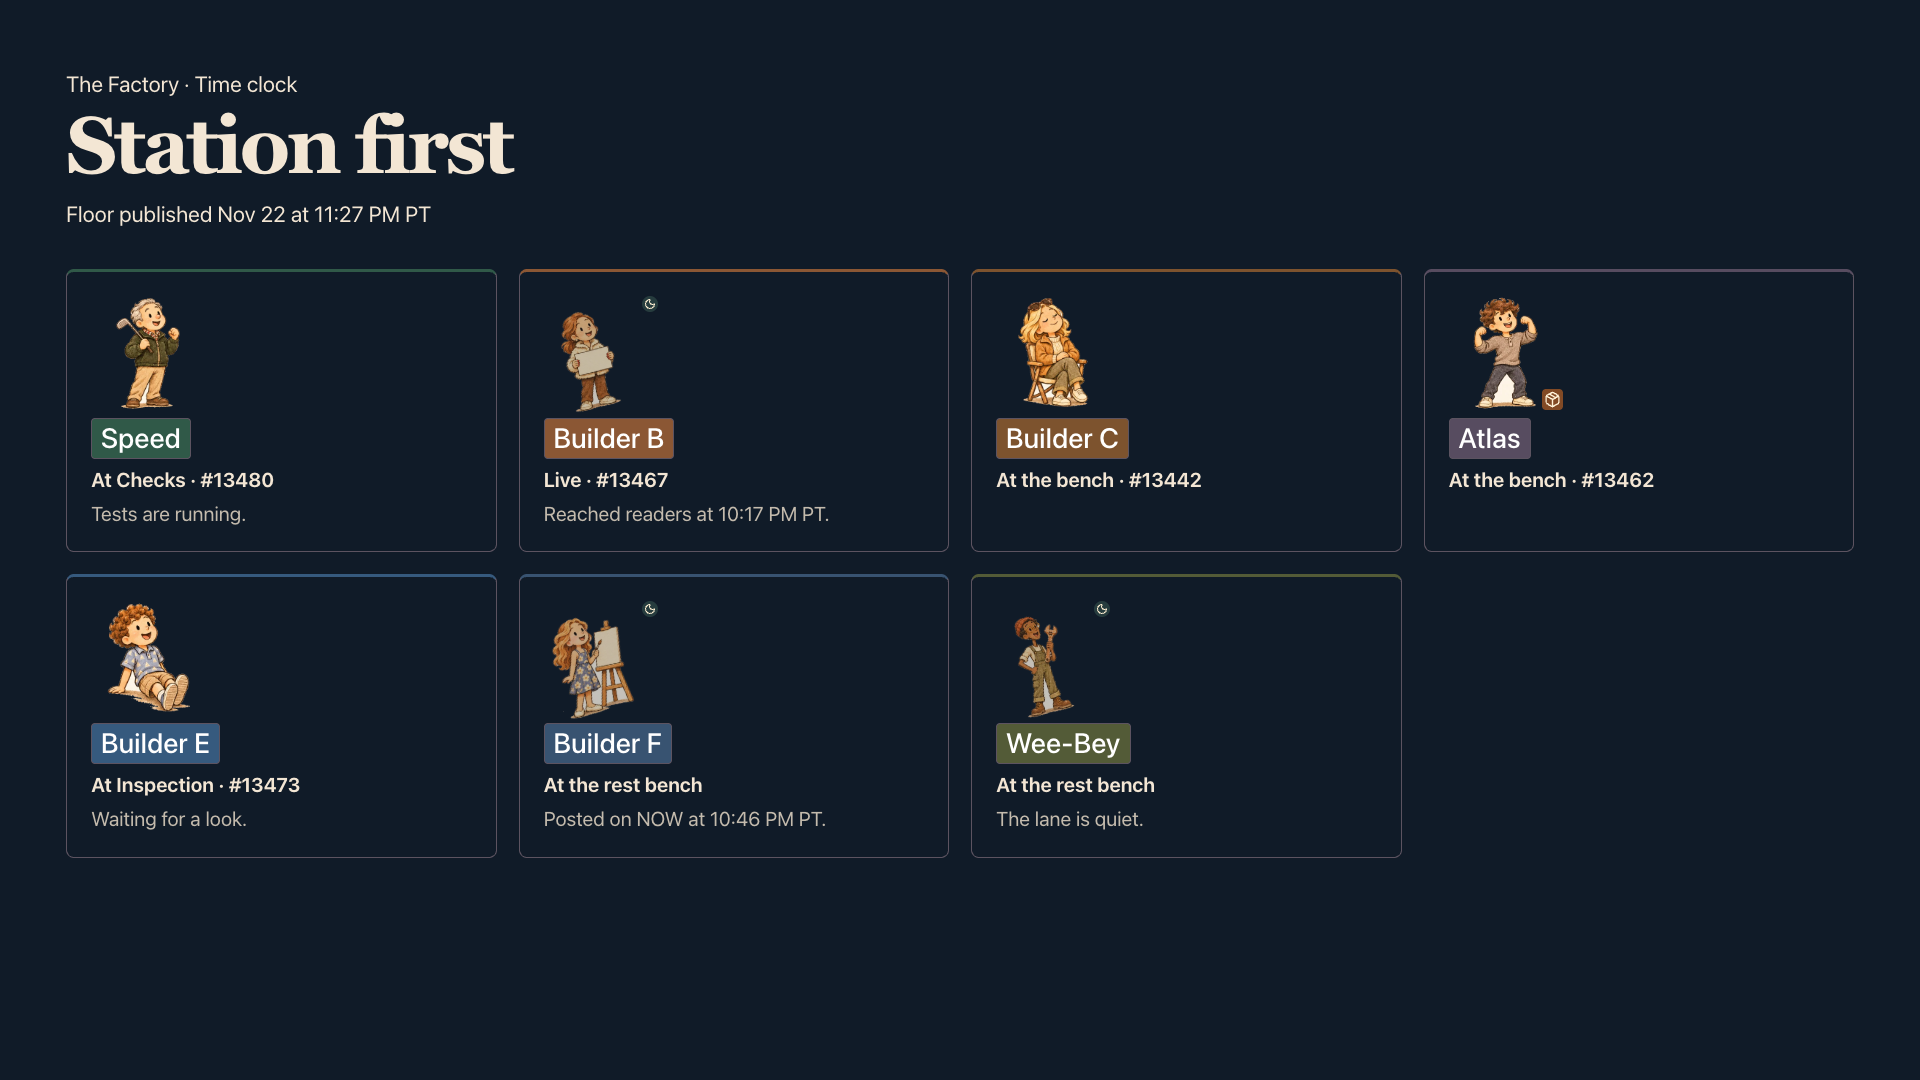 The Factory · Time clock
Station first
Floor published Nov 22 at 11:27 PM PT
Speed
At Checks · #13480
Tests are running.
Builder B
Live · #13467
Reached readers at 10:17 PM PT.
Builder C
At the bench · #13442
Atlas
At the bench · #13462
Builder E
At Inspection · #13473
Waiting for a look.
Builder F
At the rest bench
Posted on NOW at 10:46 PM PT.
Wee-Bey
At the rest bench
The lane is quiet.